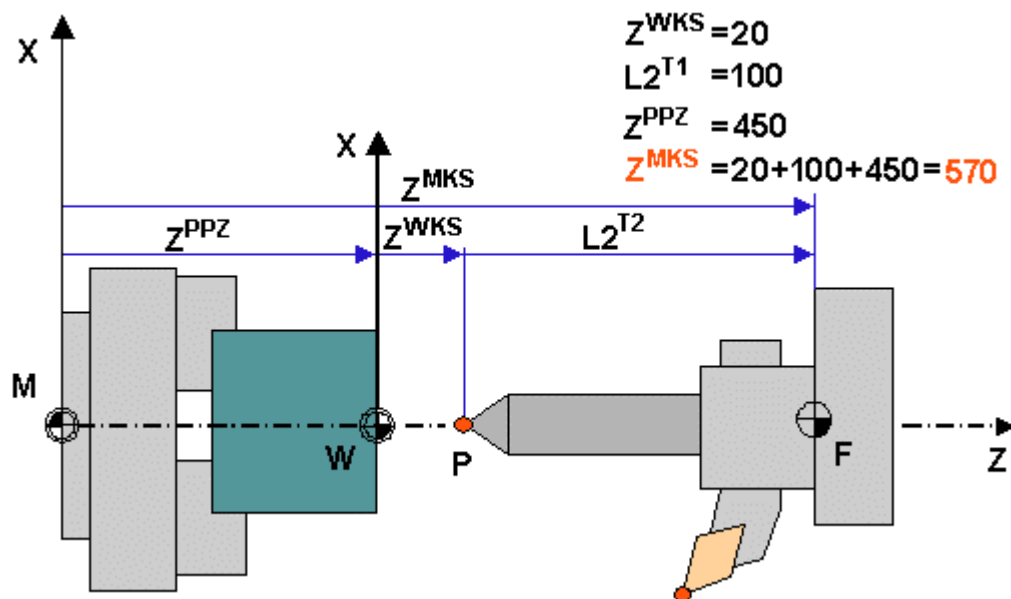 X
Z^WKS =20
L2^T1 =100
Z^PPZ =450
Z^MKS =20+100+450=570
X
Z^MKS
Z^PPZ
Z^WKS
L2^T2
M
W
P
F
Z